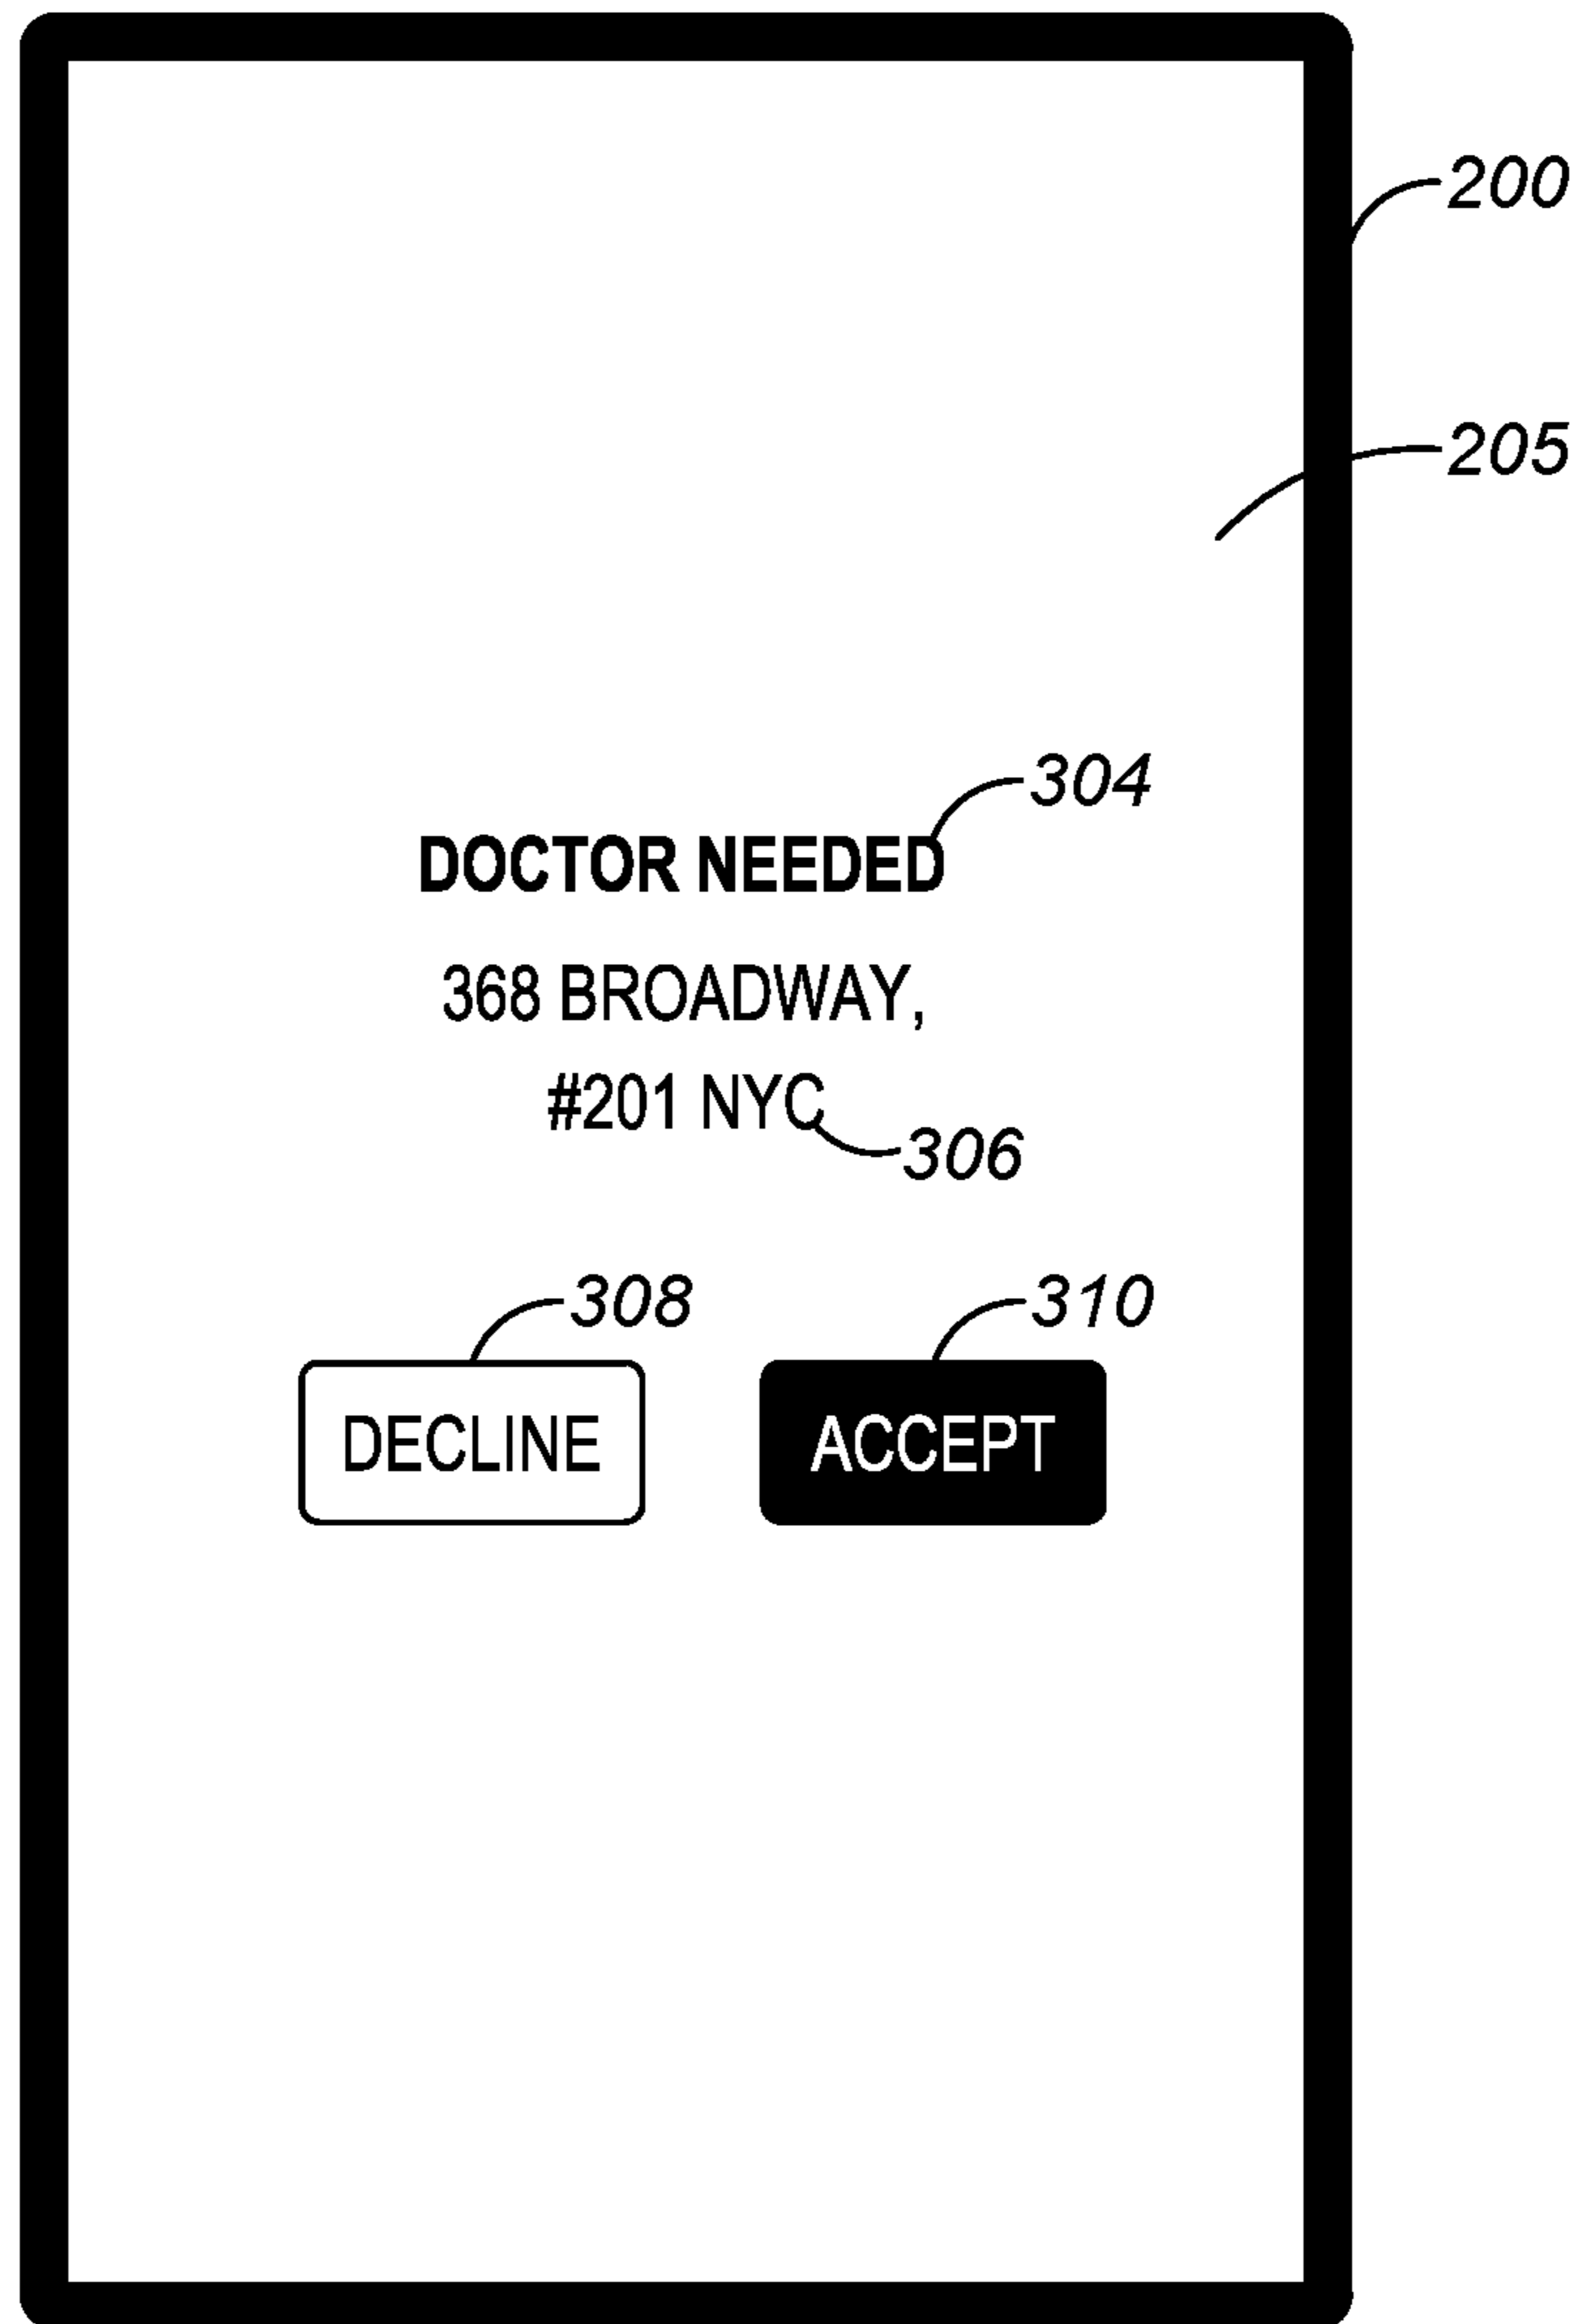 200
205
304
DOCTOR NEEDED
368 BROADWAY,
#201 NYC
306
308
310
DECLINE
ACCEPT